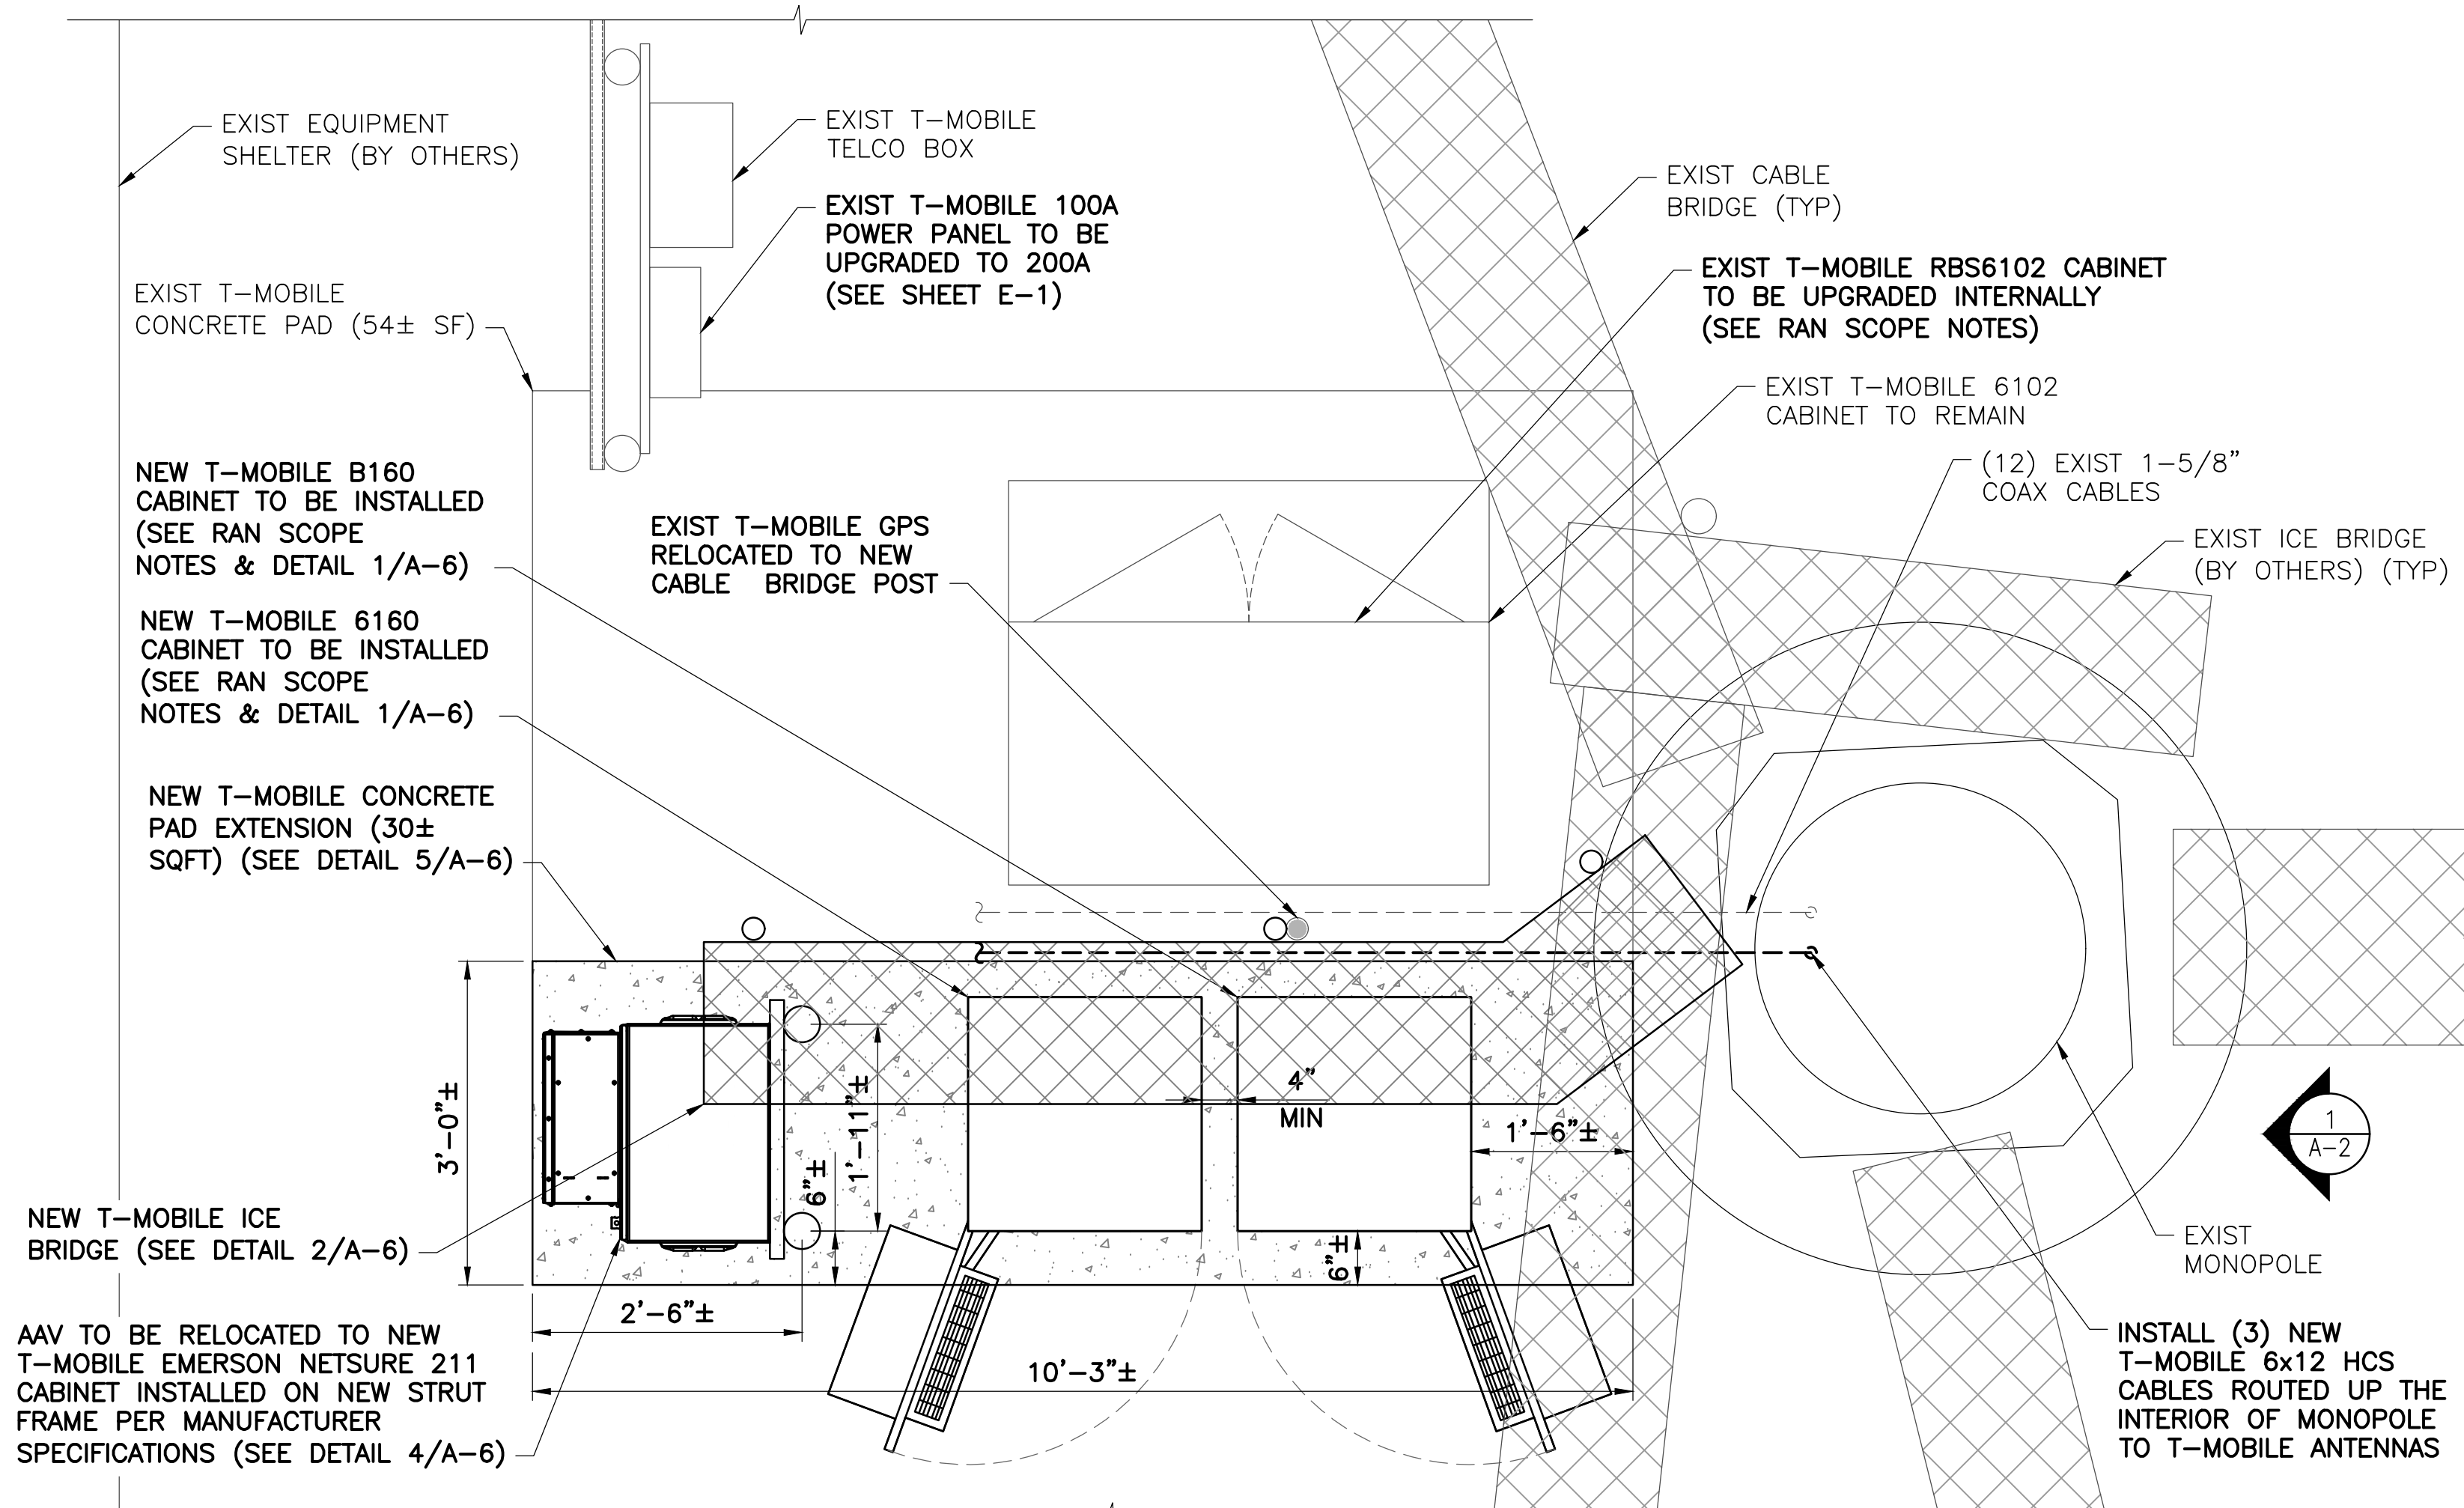 EXIST EQUIPMENT
SHELTER (BY OTHERS)
EXIST T-MOBILE
TELCO BOX
EXIST T-MOBILE 100A
POWER PANEL TO BE
UPGRADED TO 200A
(SEE SHEET E-1)
EXIST CABLE
BRIDGE (TYP)
EXIST T-MOBILE RBS6102 CABINET
TO BE UPGRADED INTERNALLY
(SEE RAN SCOPE NOTES)
EXIST T-MOBILE
CONCRETE PAD (54± SF)
EXIST T-MOBILE 6102
CABINET TO REMAIN
(12) EXIST 1-5/8"
COAX CABLES
EXIST ICE BRIDGE
(BY OTHERS) (TYP)
NEW T-MOBILE B160
CABINET TO BE INSTALLED
(SEE RAN SCOPE
NOTES & DETAIL 1/A-6)
EXIST T-MOBILE GPS
RELOCATED TO NEW
CABLE BRIDGE POST
NEW T-MOBILE 6160
CABINET TO BE INSTALLED
(SEE RAN SCOPE
NOTES & DETAIL 1/A-6)
NEW T-MOBILE CONCRETE
PAD EXTENSION (30±
SQFT) (SEE DETAIL 5/A-6)
3'-0"±
6"±
1'-11"±
4"
MIN
1'-6"±
6"±
2'-6"±
10'-3"±
1
A-2
NEW T-MOBILE ICE
BRIDGE (SEE DETAIL 2/A-6)
EXIST
MONOPOLE
AAV TO BE RELOCATED TO NEW
T-MOBILE EMERSON NETSURE 211
CABINET INSTALLED ON NEW STRUT
FRAME PER MANUFACTURER
SPECIFICATIONS (SEE DETAIL 4/A-6)
INSTALL (3) NEW
T-MOBILE 6x12 HCS
CABLES ROUTED UP THE
INTERIOR OF MONOPOLE
TO T-MOBILE ANTENNAS